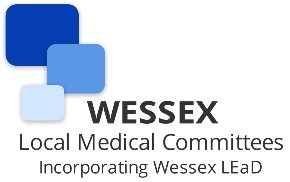 WESSEX
Local Medical Committees
Incorporating Wessex LEaD